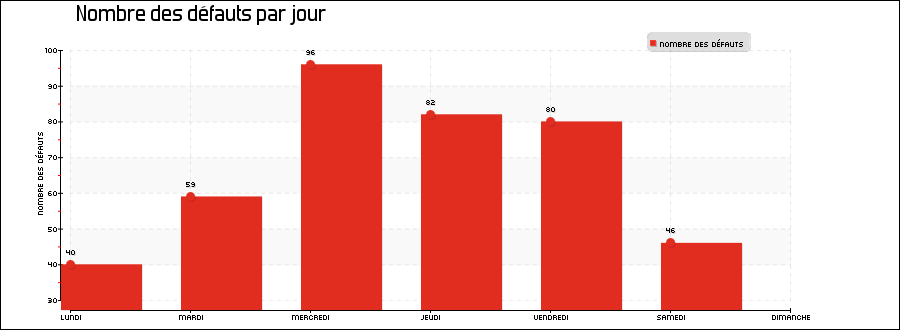 Nombre des défauts par jour
NOMBRE DES DÉFAUTS
NOMBRE DES DÉFAUTS
100
90
80
70
60
50
40
30
40
59
96
82
80
46
LUNDI
MARDI
MERCREDI
JEUDI
VENDREDI
SAMEDI
DIMANCHE